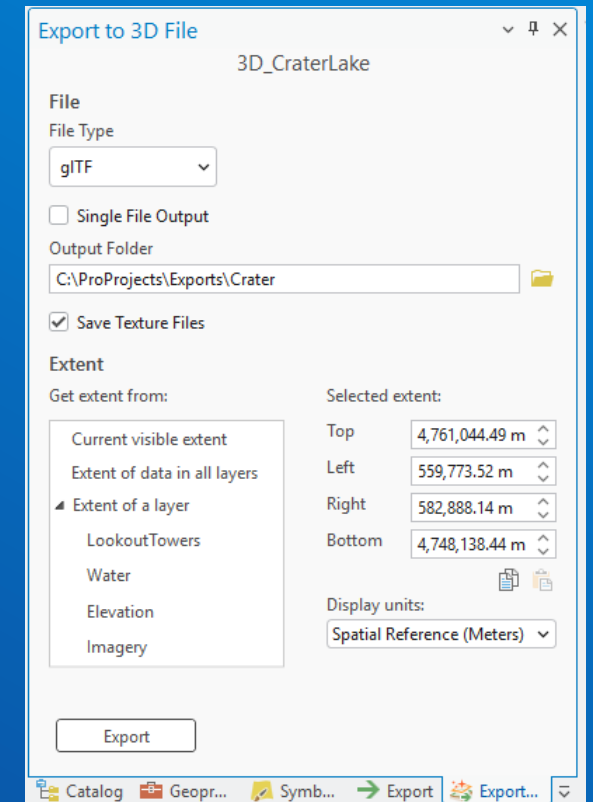 Export to 3D File
3D_CraterLake
File
File Type
glTF
Single File Output
Output Folder
C:\ProProjects\Exports\Crater
Save Texture Files
Extent
Get extent from:
Current visible extent
Extent of data in all layers
Extent of a layer
LookoutTowers
Water
Elevation
Imagery
Selected extent:
Top 4,761,044.49 m
Left 559,773.52 m
Right 582,888.14 m
Bottom 4,748,138.44 m
Display units:
Spatial Reference (Meters)
Export
Catalog Geopr... Symb... Export Export...